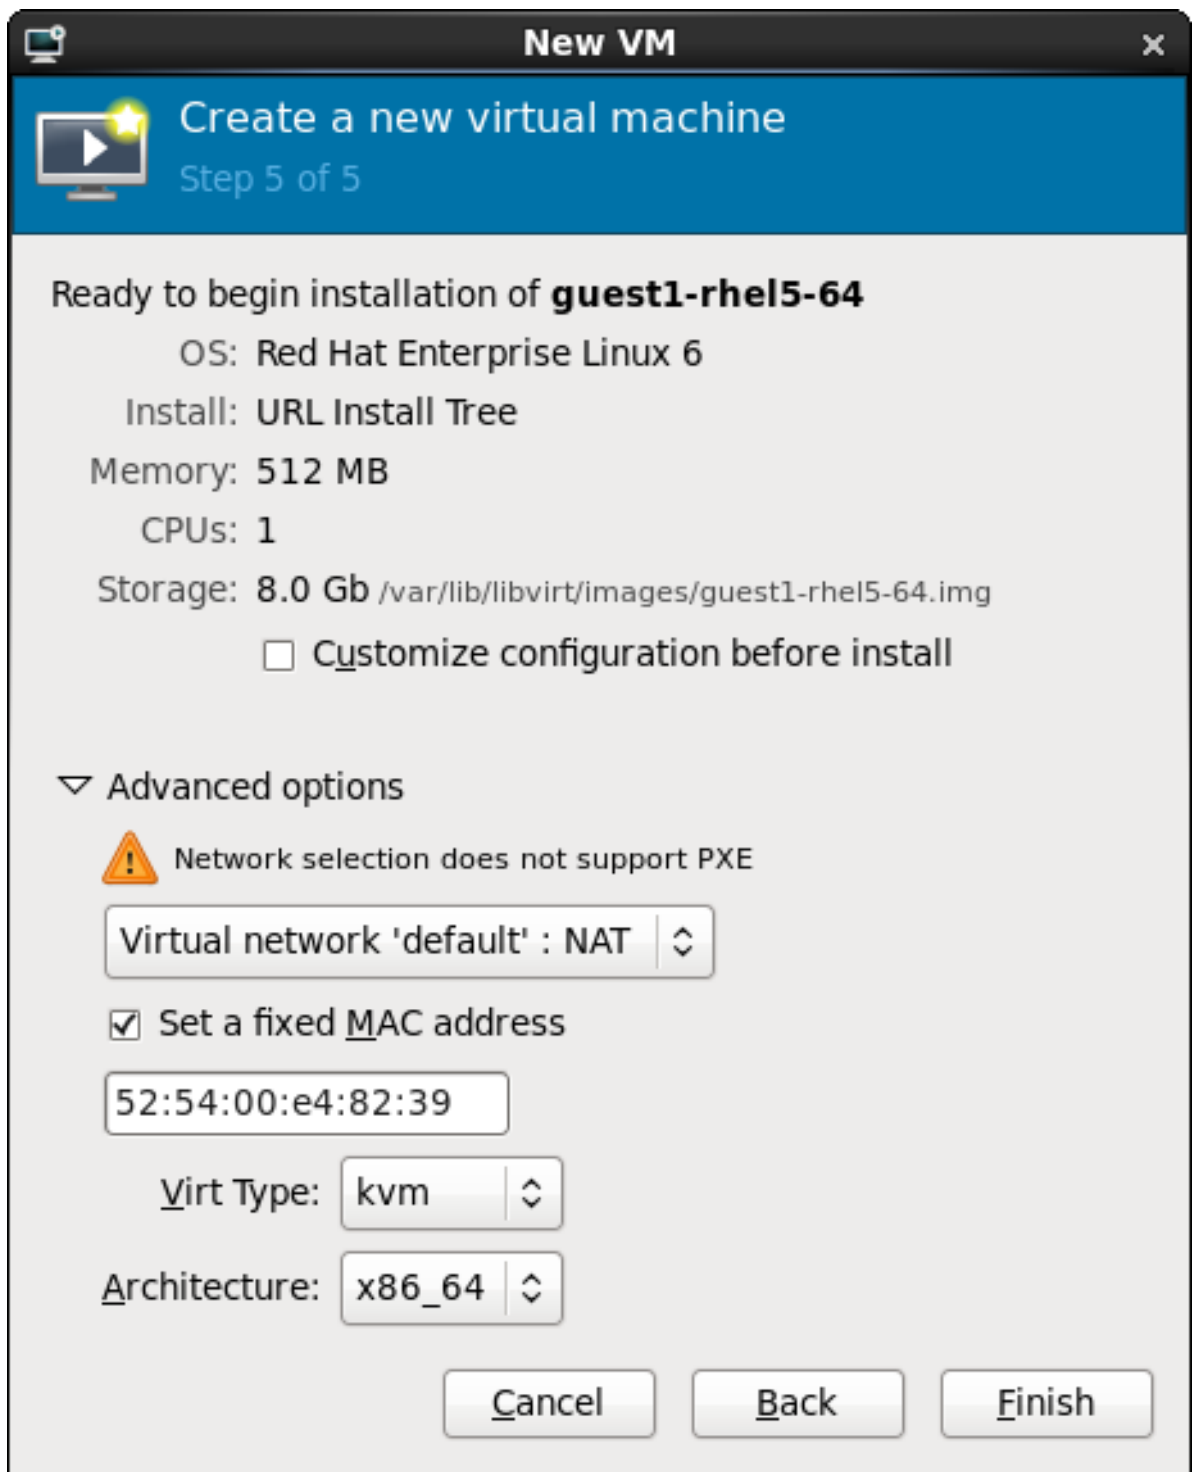 New VM
Create a new virtual machine
Step 5 of 5
Ready to begin installation of guest1-rhel5-64
OS: Red Hat Enterprise Linux 6
Install: URL Install Tree
Memory: 512 MB
CPUs: 1
Storage: 8.0 Gb /var/lib/libvirt/images/guest1-rhel5-64.img
Customize configuration before install
Advanced options
Network selection does not support PXE
Virtual network 'default' : NAT
Set a fixed MAC address
52:54:00:e4:82:39
Virt Type: kvm
Architecture: x86_64
Cancel Back Finish